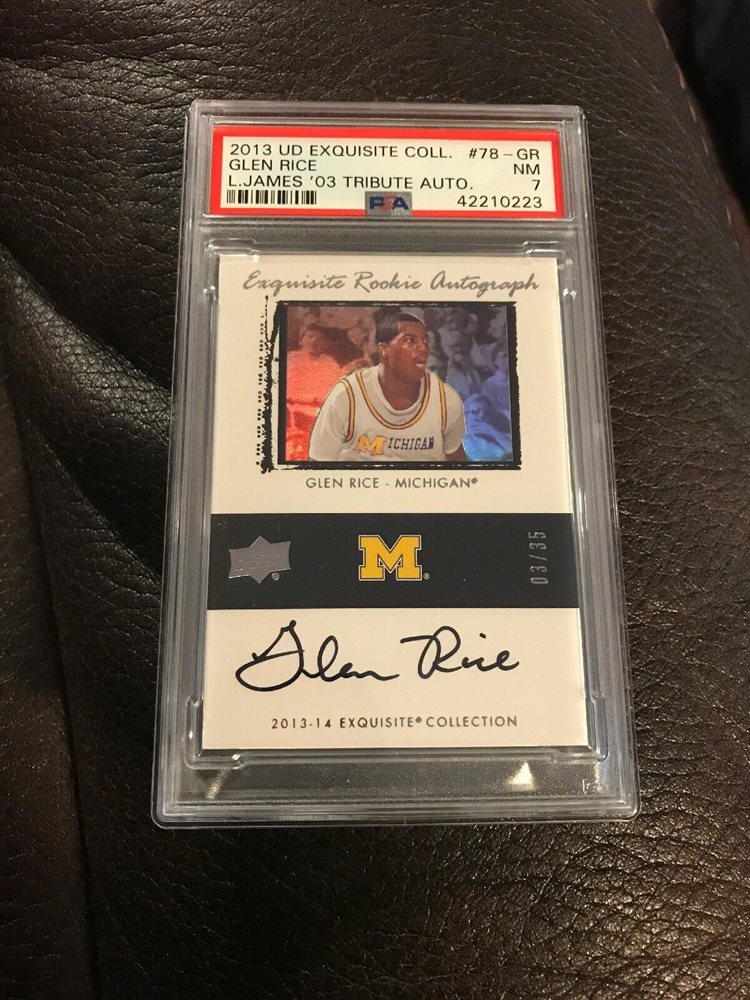 2013 UD EXQUISITE COLL. #78-GR
GLEN RICE NM
L.JAMES '03 TRIBUTE AUTO. 7
PSA 42210223
Exquisite Rookie Autograph
MICHIGAN
GLEN RICE - MICHIGAN®
M®
03/35
Glen Rice
2013-14 EXQUISITE® COLLECTION